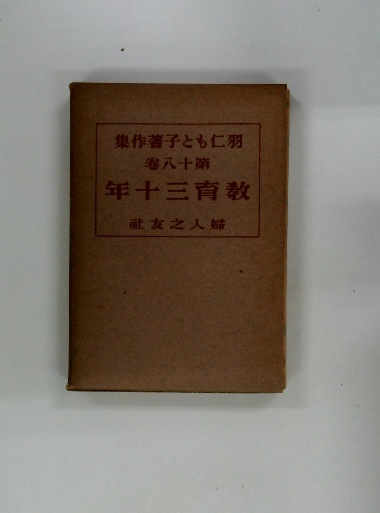 羽仁もと子著作集
第十八卷
教育三十年
婦人之友社